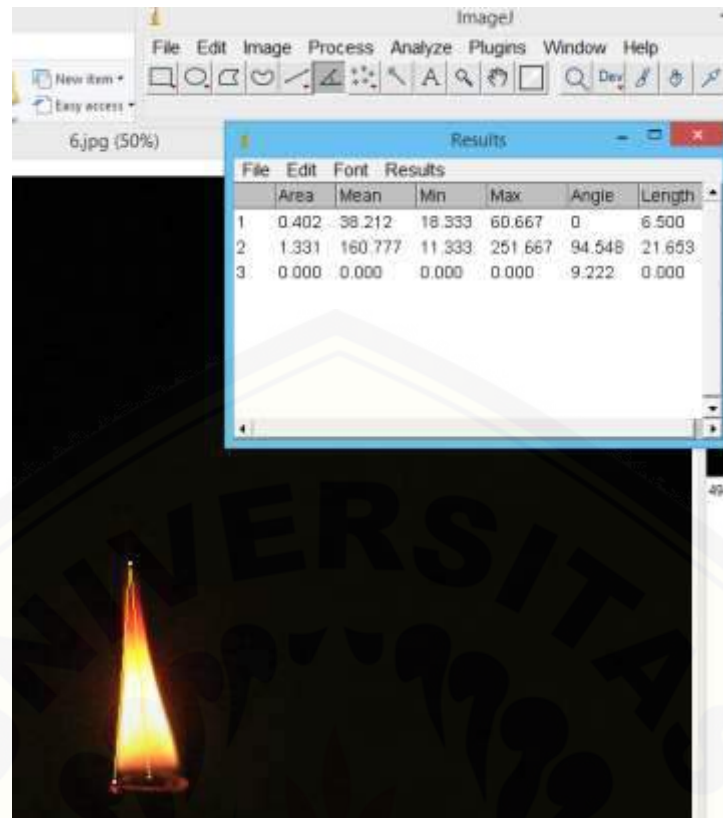 ImageJ
File Edit Image Process Analyze Plugins Window Help
New item
Easy access
A Dev
6.jpg (50%)
Results
File Edit Font Results
Area Mean Min Max Angle Length
1 0.402 38.212 18.333 60.667 0 6.500
2 1.331 160.777 11.333 251.667 94.548 21.653
3 0.000 0.000 0.000 0.000 9.222 0.000
49
UNIVERSITAS